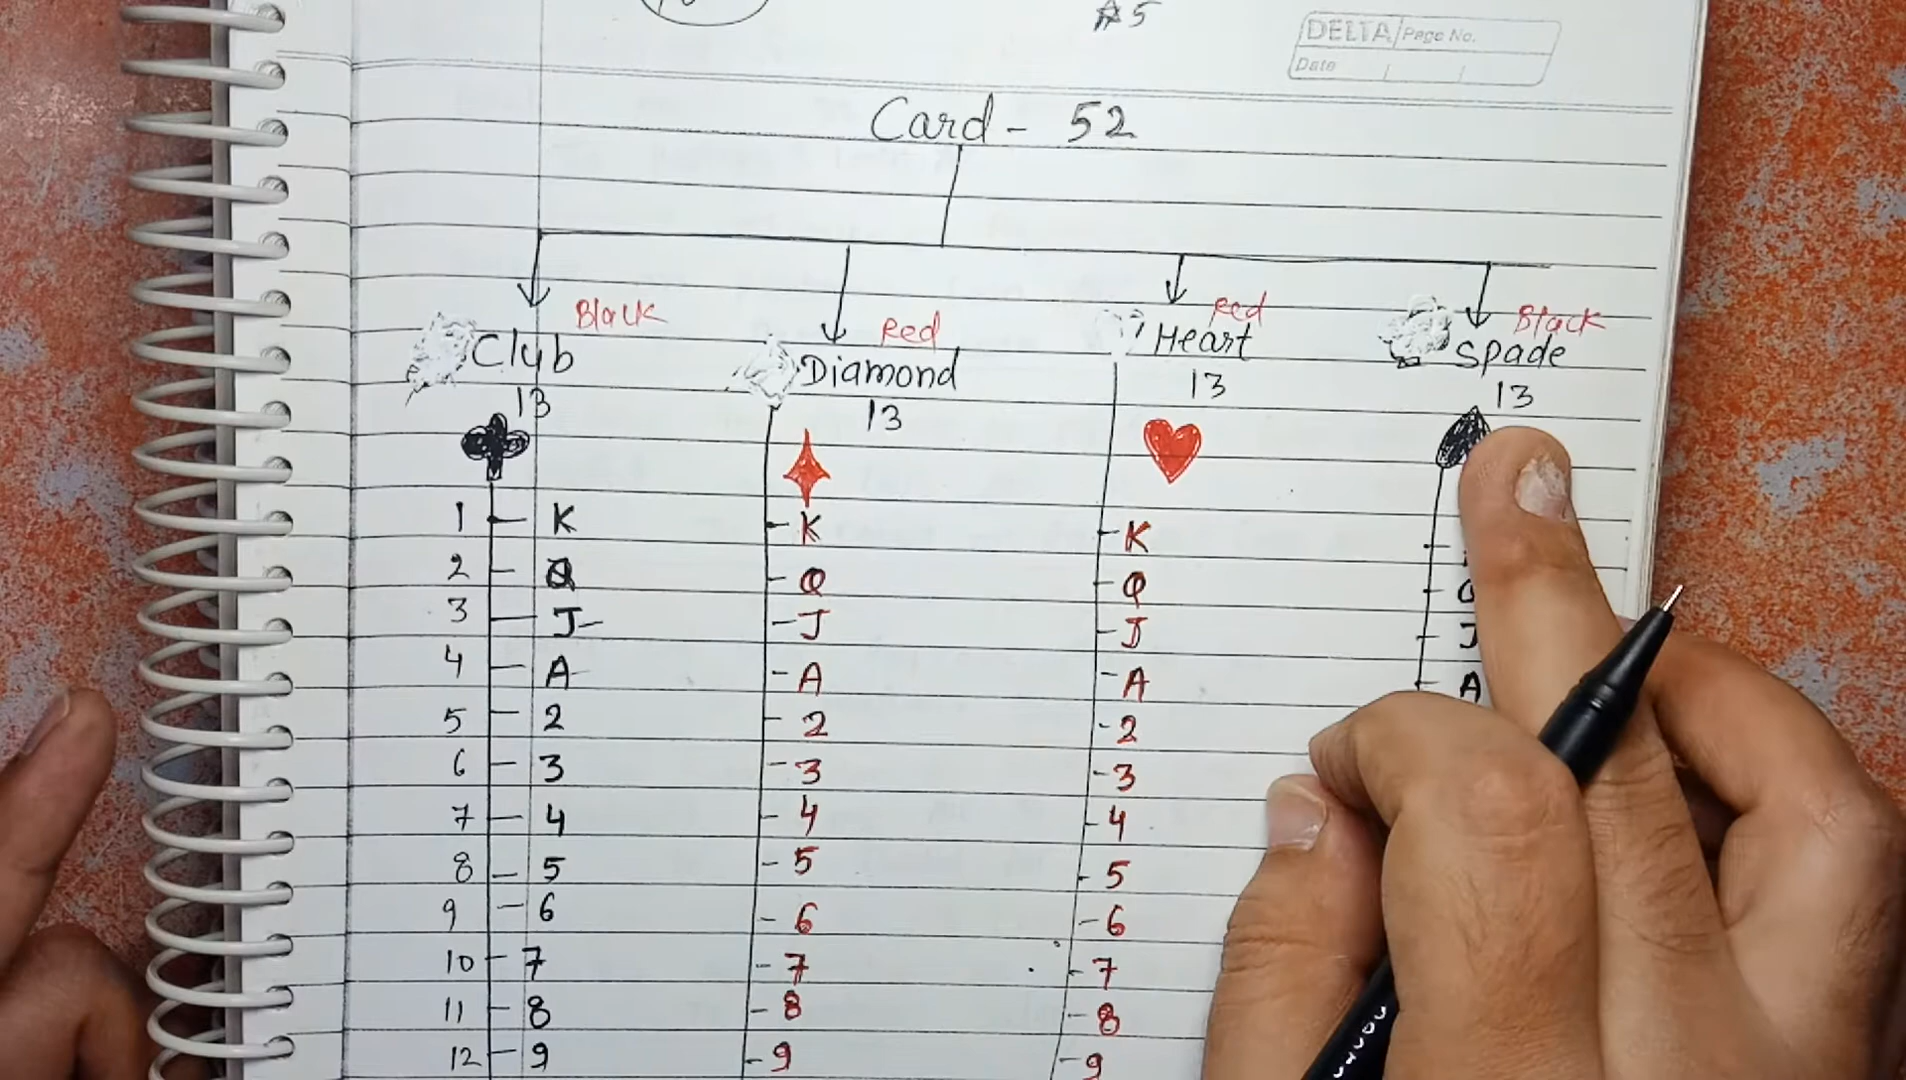 #5
DELTA Page No.
Date
Card - 52
Black Red Red Black
Club Diamond Heart Spade
13 13 13 13
1 K K K
2 Q Q Q Q
3 J J J J
4 A A A A
5 2 2 2
6 3 3 3
7 4 4 4
8 5 5 5
9 6 6 6
10 7 7 7
11 8 8 8
12 9 9 9